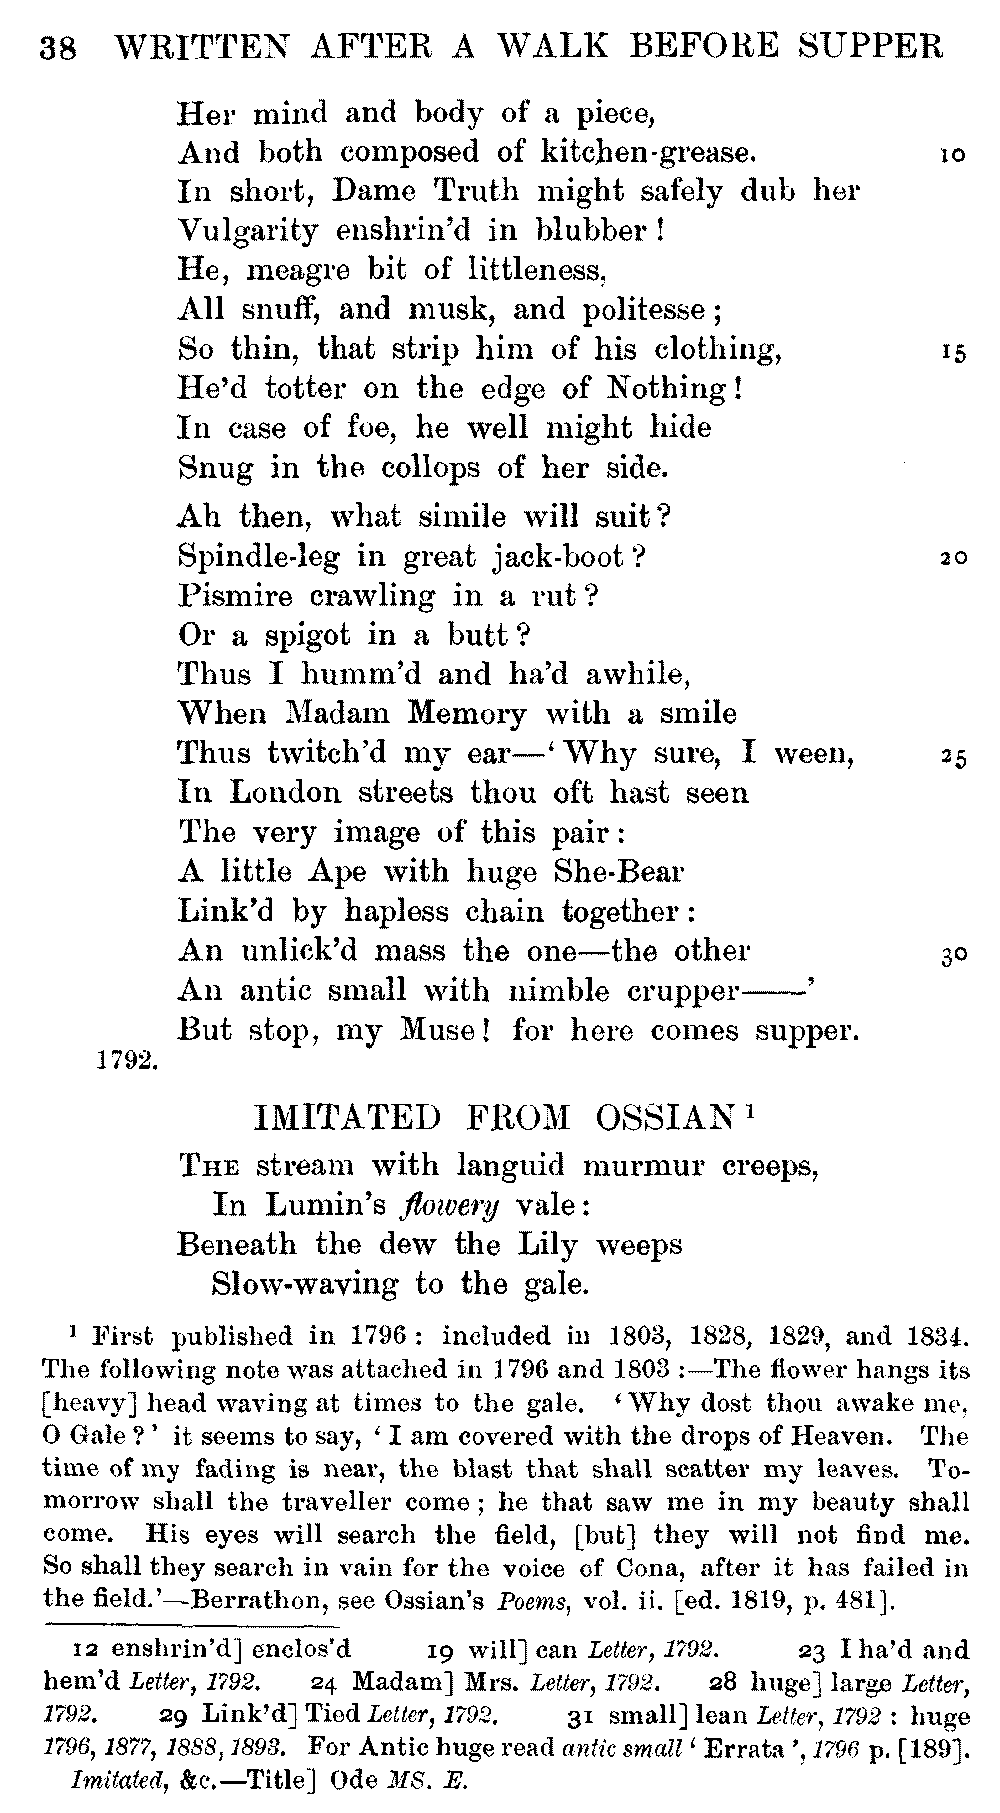 38 WRITTEN AFTER A WALK BEFORE SUPPER
Her mind and body of a piece,
And both composed of kitchen-grease. 10
In short, Dame Truth might safely dub her
Vulgarity enshrin'd in blubber!
He, meagre bit of littleness,
All snuff, and musk, and politesse;
So thin, that strip him of his clothing, 15
He'd totter on the edge of Nothing!
In case of foe, he well might hide
Snug in the collops of her side.
Ah then, what simile will suit?
Spindle-leg in great jack-boot? 20
Pismire crawling in a rut?
Or a spigot in a butt?
Thus I humm'd and ha'd awhile,
When Madam Memory with a smile
Thus twitch'd my ear—'Why sure, I ween, 25
In London streets thou oft hast seen
The very image of this pair:
A little Ape with huge She-Bear
Link'd by hapless chain together:
An unlick'd mass the one—the other 30
An antic small with nimble crupper——'
But stop, my Muse! for here comes supper.
1792.
IMITATED FROM OSSIAN 1
THE stream with languid murmur creeps,
In Lumin's flowery vale:
Beneath the dew the Lily weeps
Slow-waving to the gale.
1 First published in 1796: included in 1803, 1828, 1829, and 1834.
The following note was attached in 1796 and 1803:—The flower hangs its
[heavy] head waving at times to the gale. 'Why dost thou awake me,
O Gale?' it seems to say, 'I am covered with the drops of Heaven. The
time of my fading is near, the blast that shall scatter my leaves. To-
morrow shall the traveller come; he that saw me in my beauty shall
come. His eyes will search the field, [but] they will not find me.
So shall they search in vain for the voice of Cona, after it has failed in
the field.'—Berrathon, see Ossian's Poems, vol. ii. [ed. 1819, p. 481].
12 enshrin'd] enclos'd 19 will] can Letter, 1792. 23 I ha'd and
hem'd Letter, 1792. 24 Madam] Mrs. Letter, 1792. 28 huge] large Letter,
1792. 29 Link'd] Tied Letter, 1792. 31 small] lean Letter, 1792: huge
1796, 1877, 1888, 1893. For Antic huge read antic small 'Errata', 1796 p. [189].
Imitated, &c.—Title] Ode MS. E.